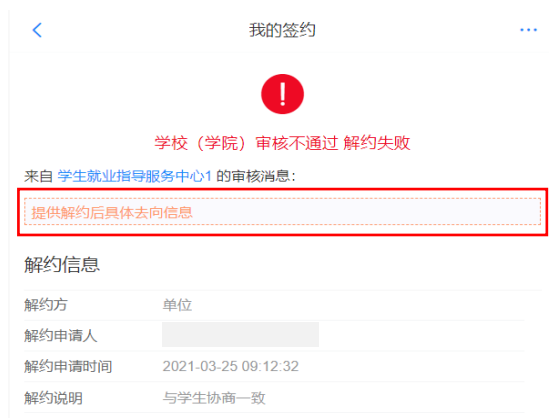 我的签约
学校（学院）审核不通过 解约失败
来自 学生就业指导服务中心1 的审核消息：
提供解约后具体去向信息
解约信息
解约方 单位
解约申请人
解约申请时间 2021-03-25 09:12:32
解约说明 与学生协商一致